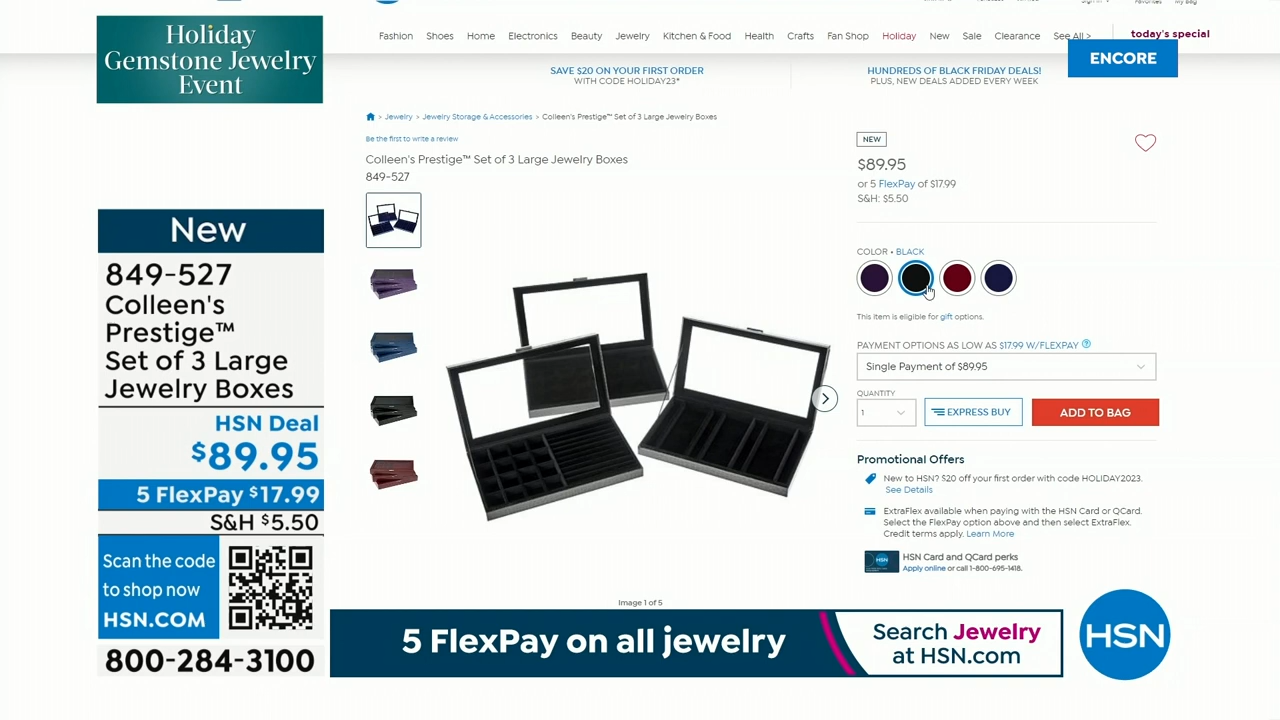 Holiday
Gemstone Jewelry
Event
New
849-527
Colleen's
Prestige™
Set of 3 Large
Jewelry Boxes
HSN Deal
$89.95
5 FlexPay $17.99
S&H $5.50
Scan the code
to shop now
HSN.COM
800-284-3100
Fashion Shoes Home Electronics Beauty Jewelry Kitchen & Food Health Crafts Fan Shop Holiday New Sale Clearance See All >
today's special
ENCORE
SAVE $20 ON YOUR FIRST ORDER
WITH CODE HOLIDAY23*
HUNDREDS OF BLACK FRIDAY DEALS!
PLUS, NEW DEALS ADDED EVERY WEEK
> Jewelry > Jewelry Storage & Accessories > Colleen's Prestige™ Set of 3 Large Jewelry Boxes
Be the first to write a review
Colleen's Prestige™ Set of 3 Large Jewelry Boxes
849-527
NEW
$89.95
or 5 FlexPay of $17.99
S&H: $5.50
COLOR • BLACK
This item is eligible for gift options.
PAYMENT OPTIONS AS LOW AS $17.99 W/FLEXPAY
Single Payment of $89.95
QUANTITY
1
EXPRESS BUY
ADD TO BAG
Promotional Offers
New to HSN? $20 off your first order with code HOLIDAY2023.
See Details
ExtraFlex available when paying with the HSN Card or QCard.
Select the FlexPay option above and then select ExtraFlex.
Credit terms apply. Learn More
HSN Card and QCard perks
Apply online or call 1-800-695-1418.
Image 1 of 5
5 FlexPay on all jewelry
Search Jewelry
at HSN.com
HSN